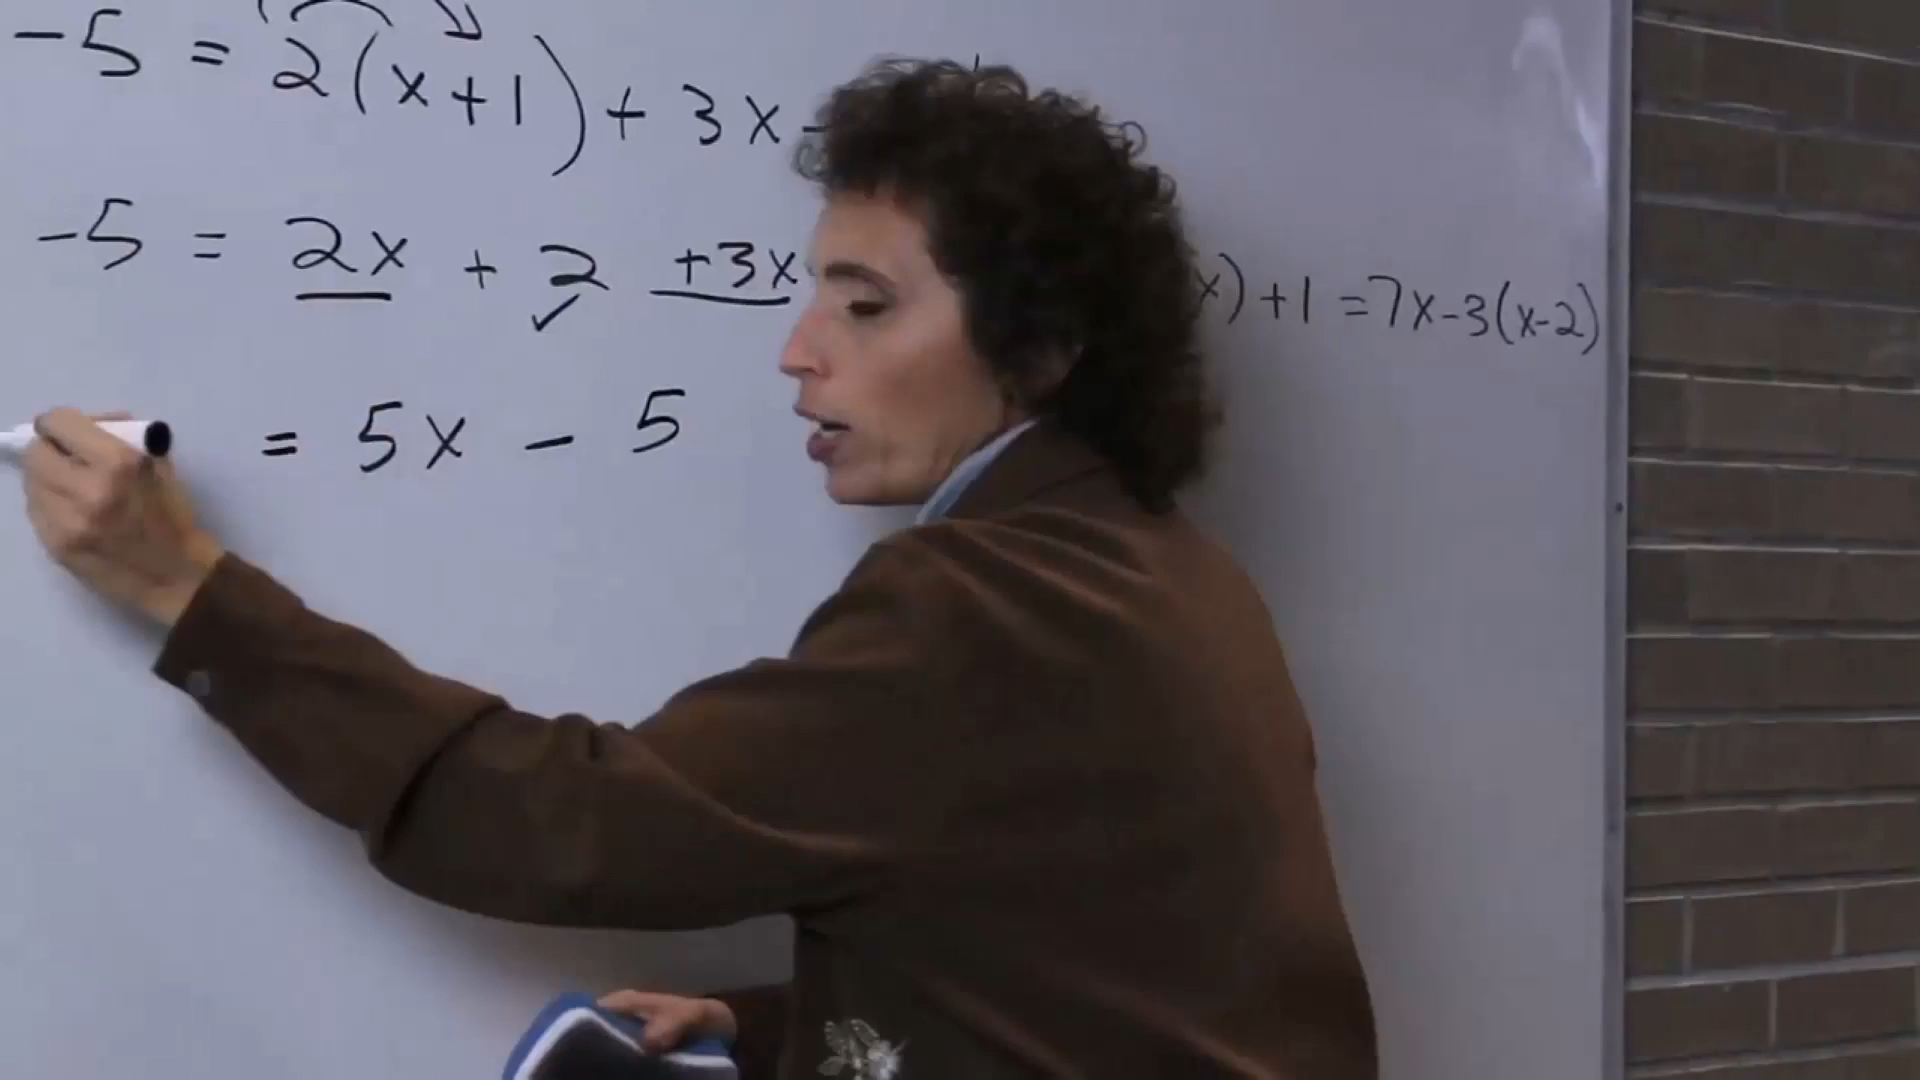 -5 = 2(x+1) + 3x -
-5 = 2x + 2 +3x
= 5x - 5
x) +1 =7x-3(x-2)